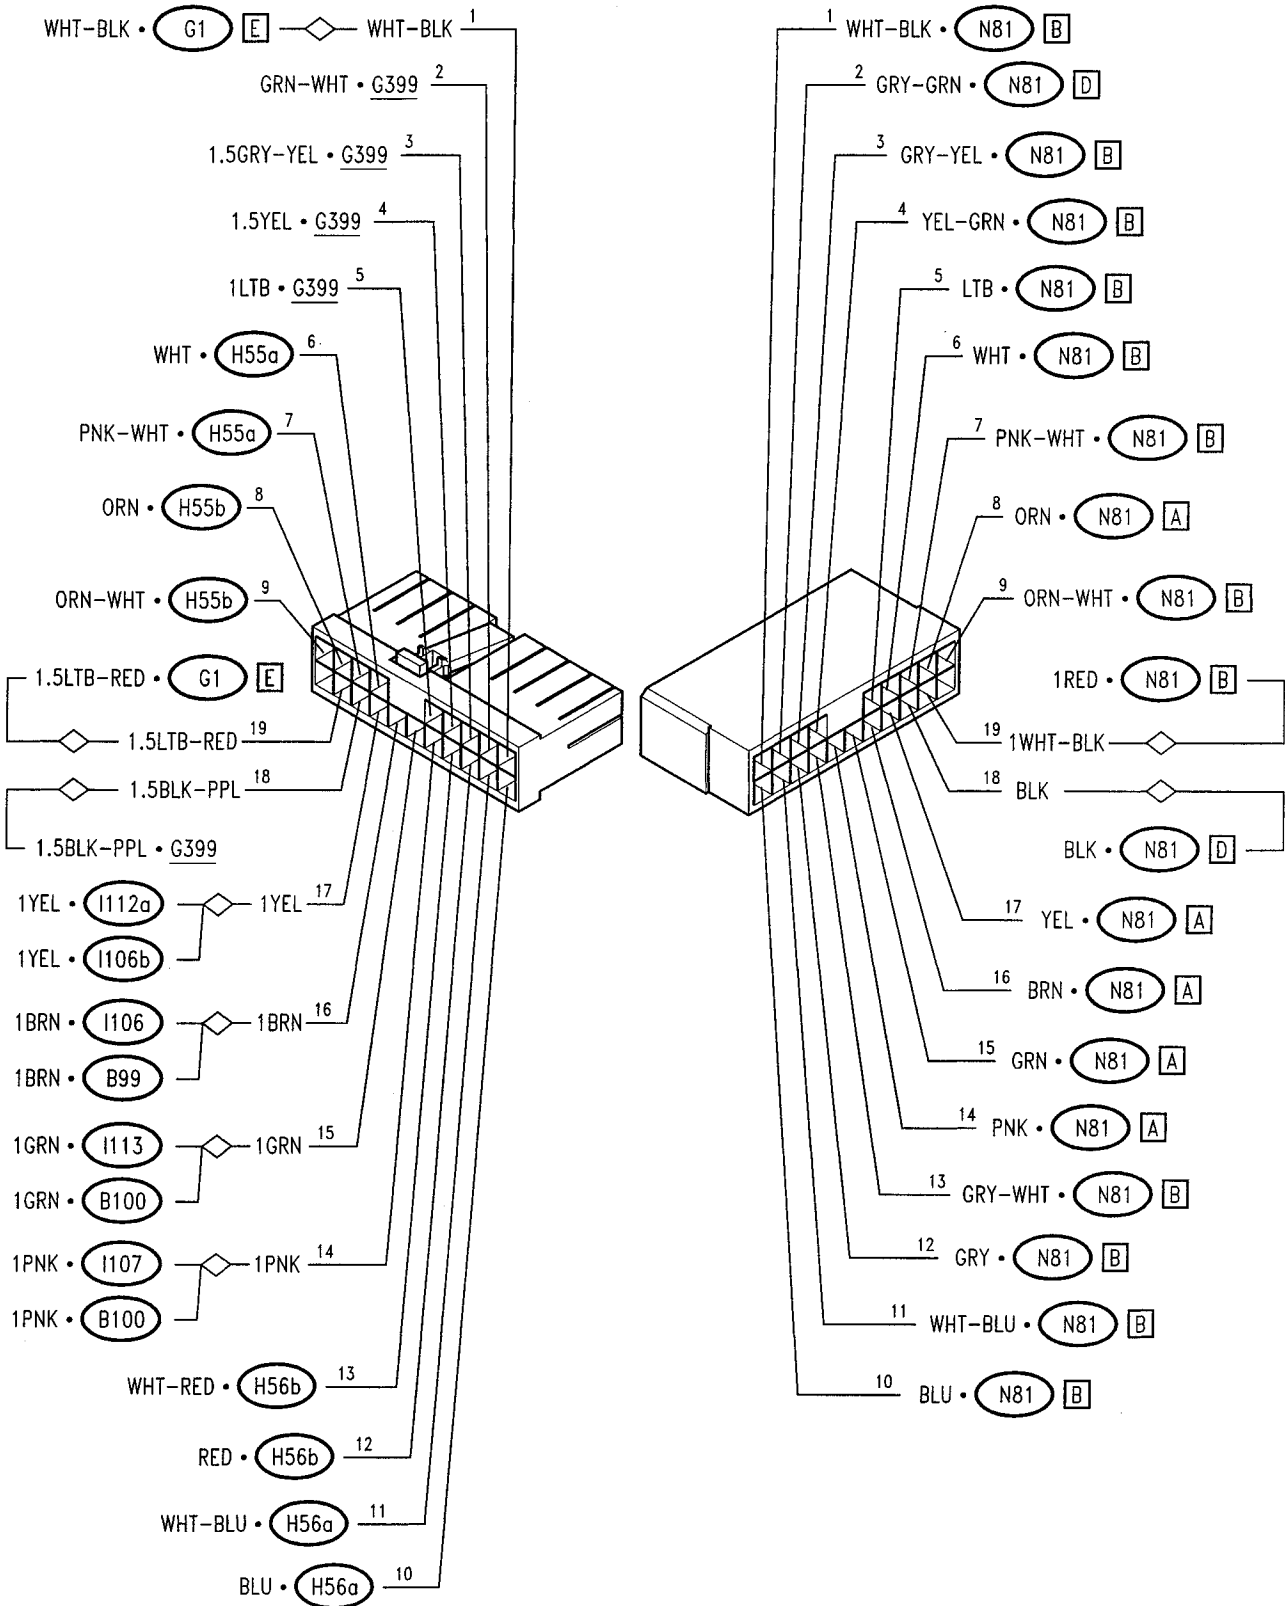 WHT-BLK • G1 E WHT-BLK 1
GRN-WHT • G399 2
1.5GRY-YEL • G399 3
1.5YEL • G399 4
1LTB • G399 5
WHT • H55a 6
PNK-WHT • H55a 7
ORN • H55b 8
ORN-WHT • H55b 9
1.5LTB-RED • G1 E
1.5LTB-RED 19
1.5BLK-PPL 18
1.5BLK-PPL • G399
1YEL • I112a 1YEL 17
1YEL • I106b
1BRN • I106 1BRN 16
1BRN • B99
1GRN • I113 1GRN 15
1GRN • B100
1PNK • I107 1PNK 14
1PNK • B100
WHT-RED • H56b 13
RED • H56b 12
WHT-BLU • H56a 11
BLU • H56a 10
1 WHT-BLK • N81 B
2 GRY-GRN • N81 D
3 GRY-YEL • N81 B
4 YEL-GRN • N81 B
5 LTB • N81 B
6 WHT • N81 B
7 PNK-WHT • N81 B
8 ORN • N81 A
9 ORN-WHT • N81 B
1RED • N81 B
19 1WHT-BLK
18 BLK
BLK • N81 D
17 YEL • N81 A
16 BRN • N81 A
15 GRN • N81 A
14 PNK • N81 A
13 GRY-WHT • N81 B
12 GRY • N81 B
11 WHT-BLU • N81 B
10 BLU • N81 B